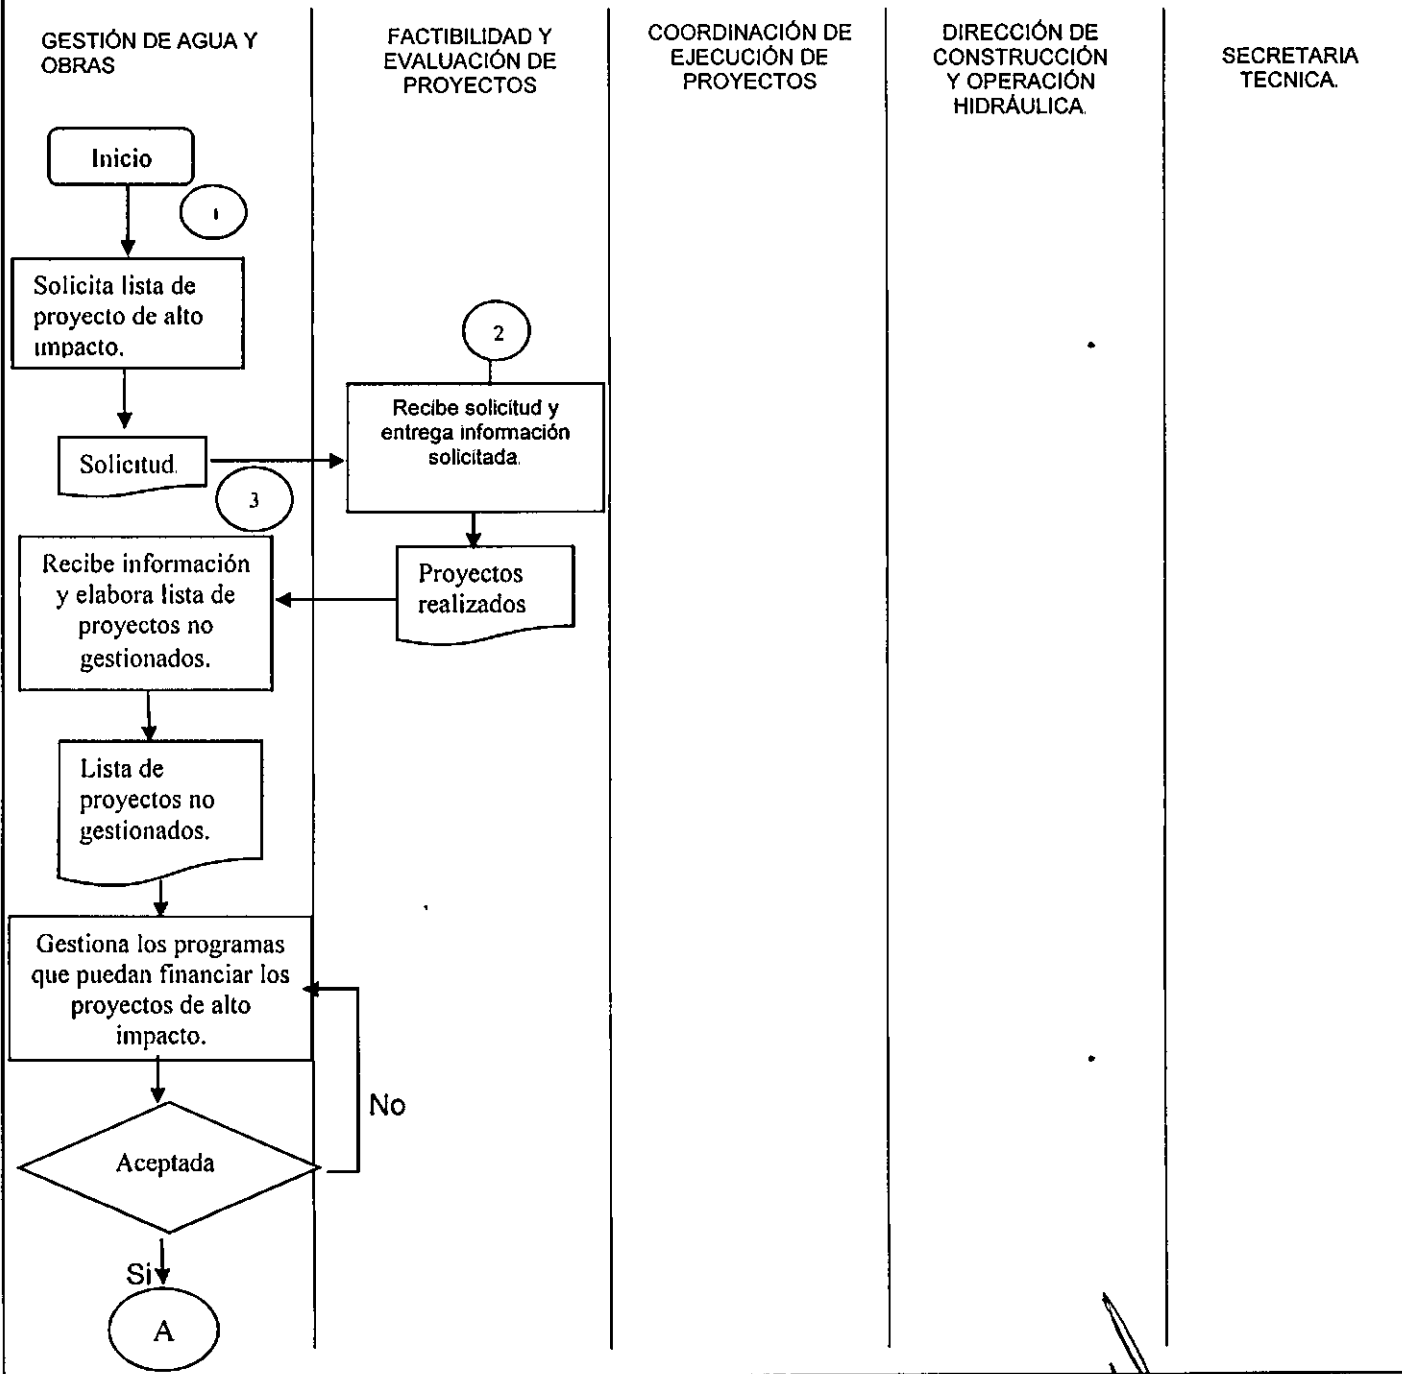 GESTIÓN DE AGUA Y
OBRAS
FACTIBILIDAD Y
EVALUACIÓN DE
PROYECTOS
COORDINACIÓN DE
EJECUCIÓN DE
PROYECTOS
DIRECCIÓN DE
CONSTRUCCIÓN
Y OPERACIÓN
HIDRÁULICA.
SECRETARIA
TECNICA.
Inicio
1
Solicita lista de
proyecto de alto
impacto.
2
Recibe solicitud y
entrega información
solicitada.
Solicitud.
3
Recibe información
y elabora lista de
proyectos no
gestionados.
Proyectos
realizados
Lista de
proyectos no
gestionados.
Gestiona los programas
que puedan financiar los
proyectos de alto
impacto.
No
Aceptada
Si
A